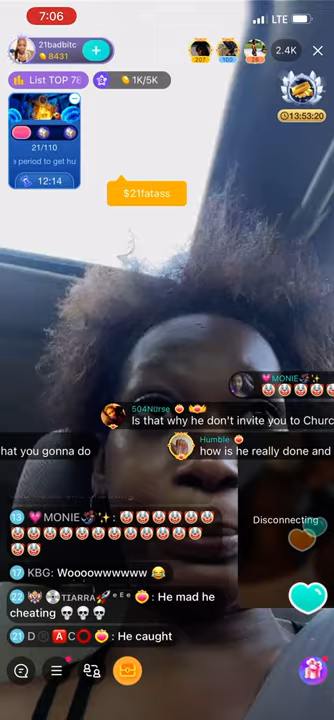 7:06
LTE
21badbitc
8431
207
100
26
2.4K
List TOP 78
1K/5K
13:53:20
21/110
e period to get hu
12:14
$21fatass
MONIE
504Nurse
Is that why he don't invite you to Churc
hat you gonna do
Humble
how is he really done and
Disconnecting
13 MONIE :
17 KBG: Woooowwwwww
22 TIARRA :He mad he
cheating
21 D A C : He caught